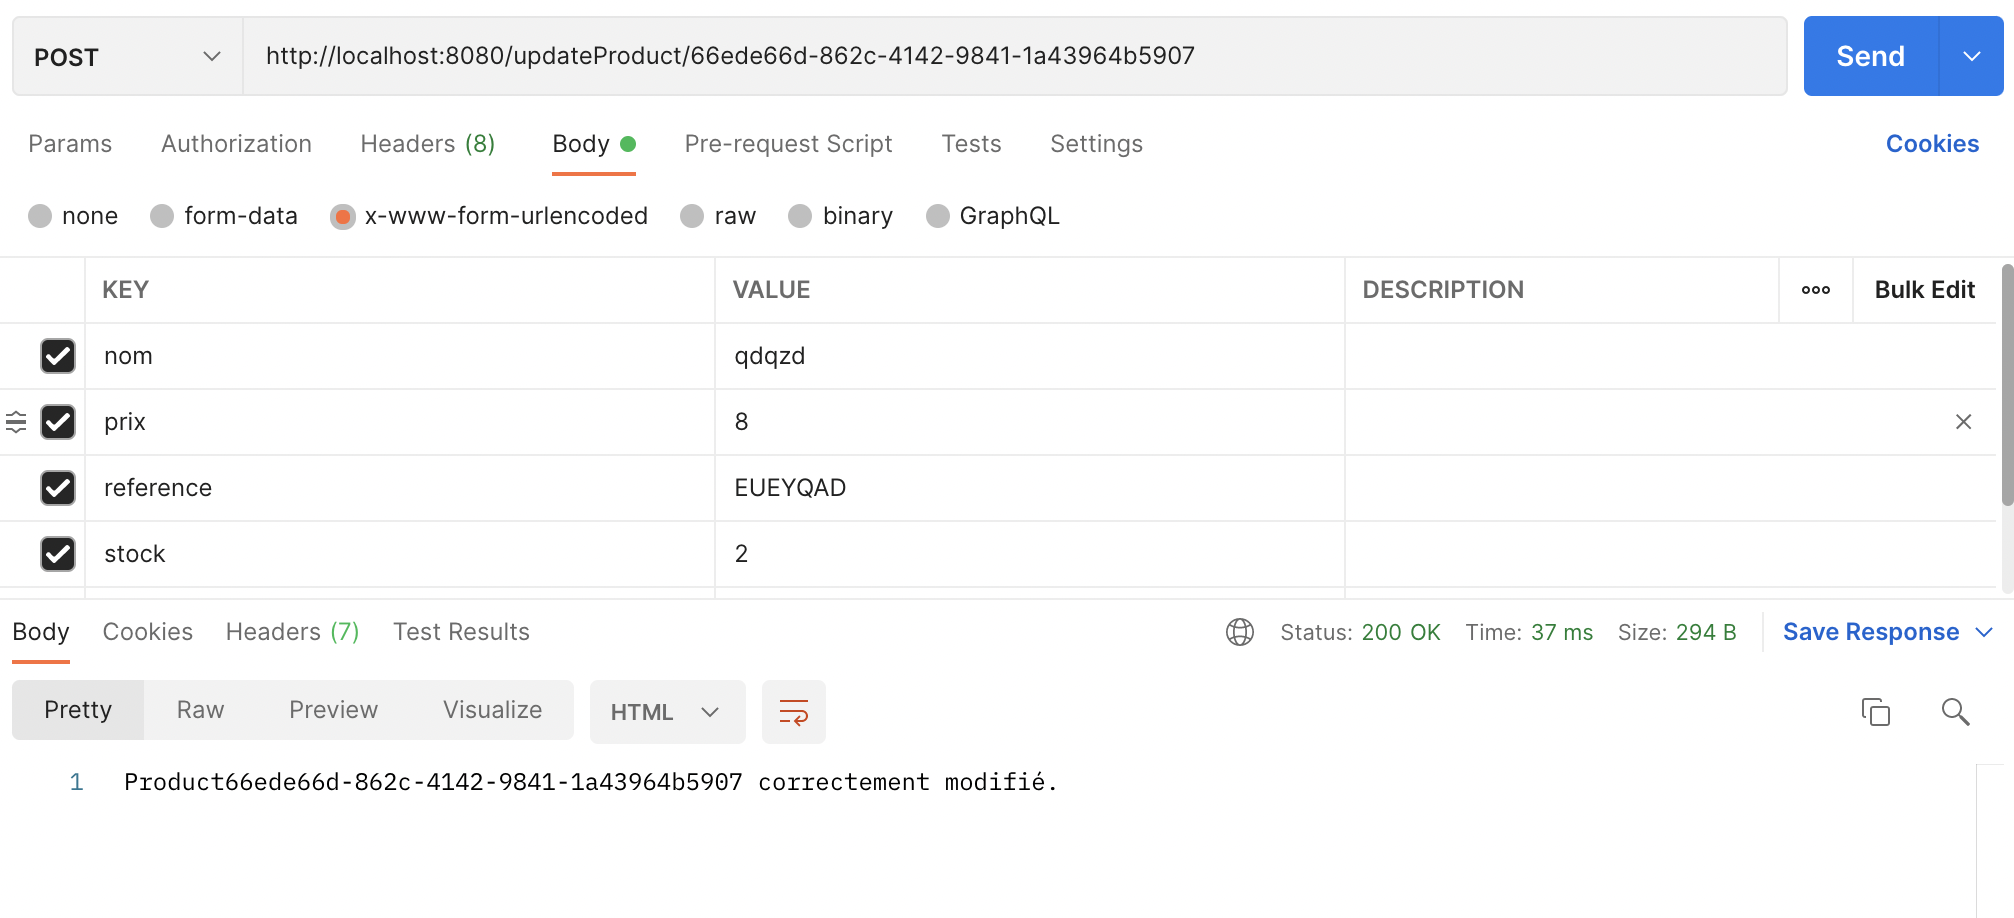 POST http://localhost:8080/updateProduct/66ede66d-862c-4142-9841-1a43964b5907 Send
Params Authorization Headers (8) Body Pre-request Script Tests Settings Cookies
none form-data x-www-form-urlencoded raw binary GraphQL
KEY VALUE DESCRIPTION Bulk Edit
nom qdqzd
prix 8
reference EUEYQAD
stock 2
Body Cookies Headers (7) Test Results Status: 200 OK Time: 37 ms Size: 294 B Save Response
Pretty Raw Preview Visualize HTML
1 Product66ede66d-862c-4142-9841-1a43964b5907 correctement modifié.